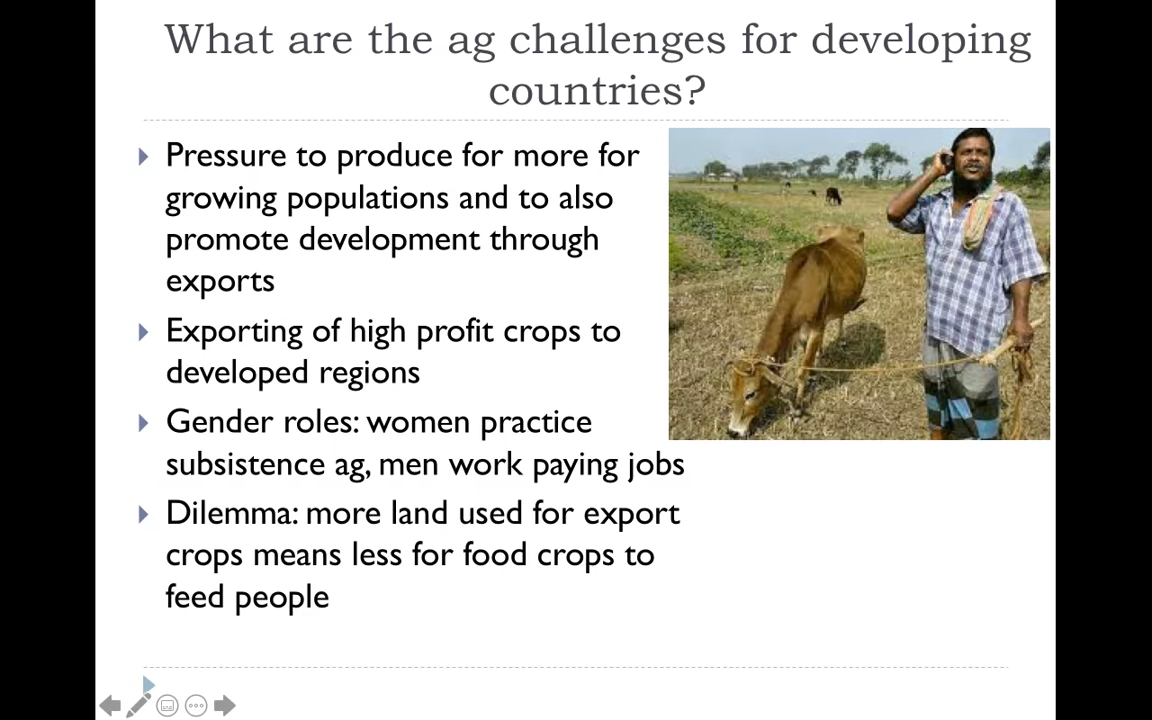 What are the ag challenges for developing
countries?
Pressure to produce for more for
growing populations and to also
promote development through
exports
Exporting of high profit crops to
developed regions
Gender roles: women practice
subsistence ag, men work paying jobs
Dilemma: more land used for export
crops means less for food crops to
feed people